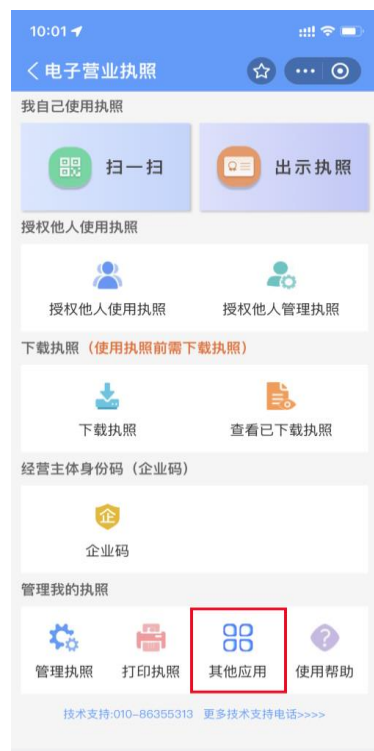 10:01
电子营业执照
我自己使用执照
扫一扫 出示执照
授权他人使用执照
授权他人使用执照 授权他人管理执照
下载执照（使用执照前需下载执照）
下载执照 查看已下载执照
经营主体身份码（企业码）
企
企业码
管理我的执照
管理执照 打印执照 其他应用 使用帮助
技术支持:010-86355313 更多技术支持电话>>>>